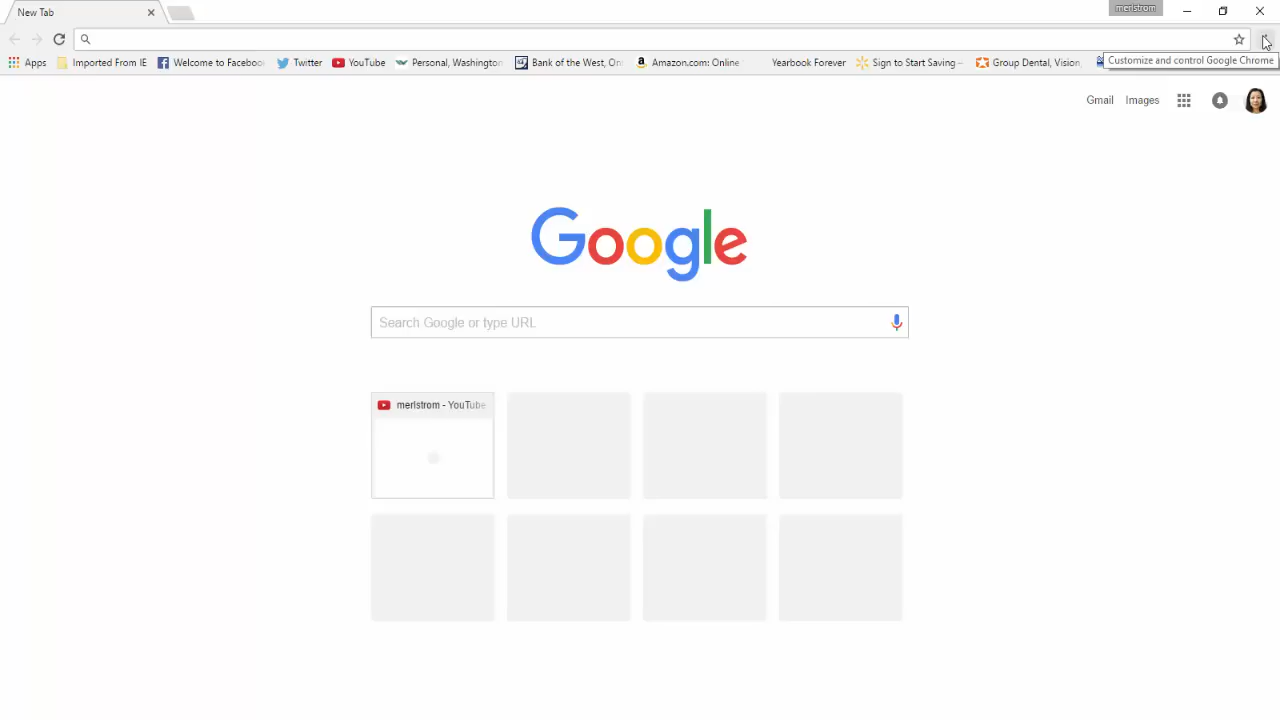 New Tab
merlstrom
Apps
Imported From IE
Welcome to Faceboo
Twitter
YouTube
Personal, Washington
Bank of the West, On
Amazon.com: Online
Yearbook Forever
Sign to Start Saving -
Group Dental, Vision,
Customize and control Google Chrome
Gmail
Images
Google
Search Google or type URL
merlstrom - YouTube